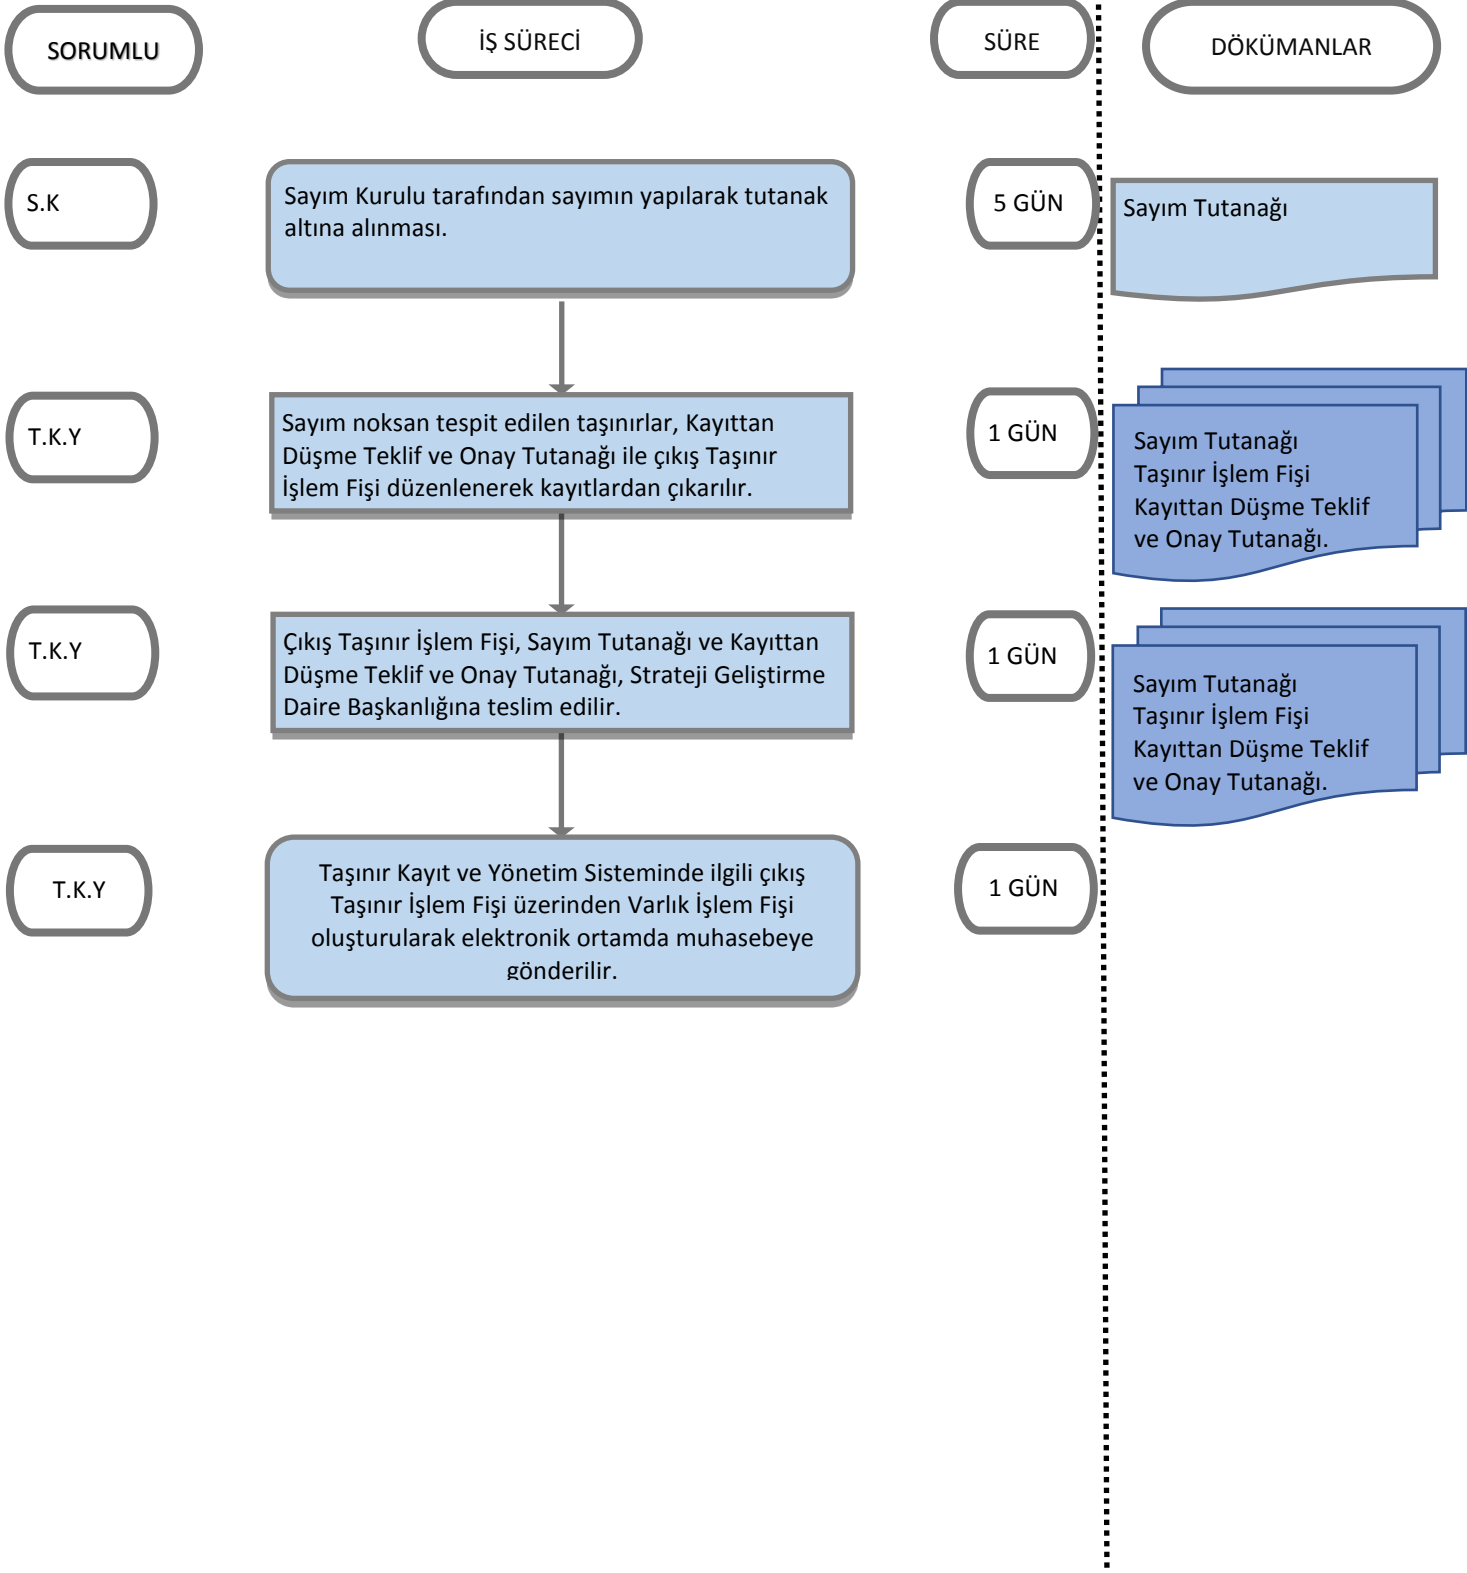 SORUMLU
İŞ SÜRECİ
SÜRE
DÖKÜMANLAR
S.K
Sayım Kurulu tarafından sayımın yapılarak tutanak
altına alınması.
5 GÜN
Sayım Tutanağı
T.K.Y
Sayım noksan tespit edilen taşınırlar, Kayıttan
Düşme Teklif ve Onay Tutanağı ile çıkış Taşınır
İşlem Fişi düzenlenerek kayıtlardan çıkarılır.
1 GÜN
Sayım Tutanağı
Taşınır İşlem Fişi
Kayıttan Düşme Teklif
ve Onay Tutanağı.
T.K.Y
Çıkış Taşınır İşlem Fişi, Sayım Tutanağı ve Kayıttan
Düşme Teklif ve Onay Tutanağı, Strateji Geliştirme
Daire Başkanlığına teslim edilir.
1 GÜN
Sayım Tutanağı
Taşınır İşlem Fişi
Kayıttan Düşme Teklif
ve Onay Tutanağı.
T.K.Y
Taşınır Kayıt ve Yönetim Sisteminde ilgili çıkış
Taşınır İşlem Fişi üzerinden Varlık İşlem Fişi
oluşturularak elektronik ortamda muhasebeye
gönderilir.
1 GÜN